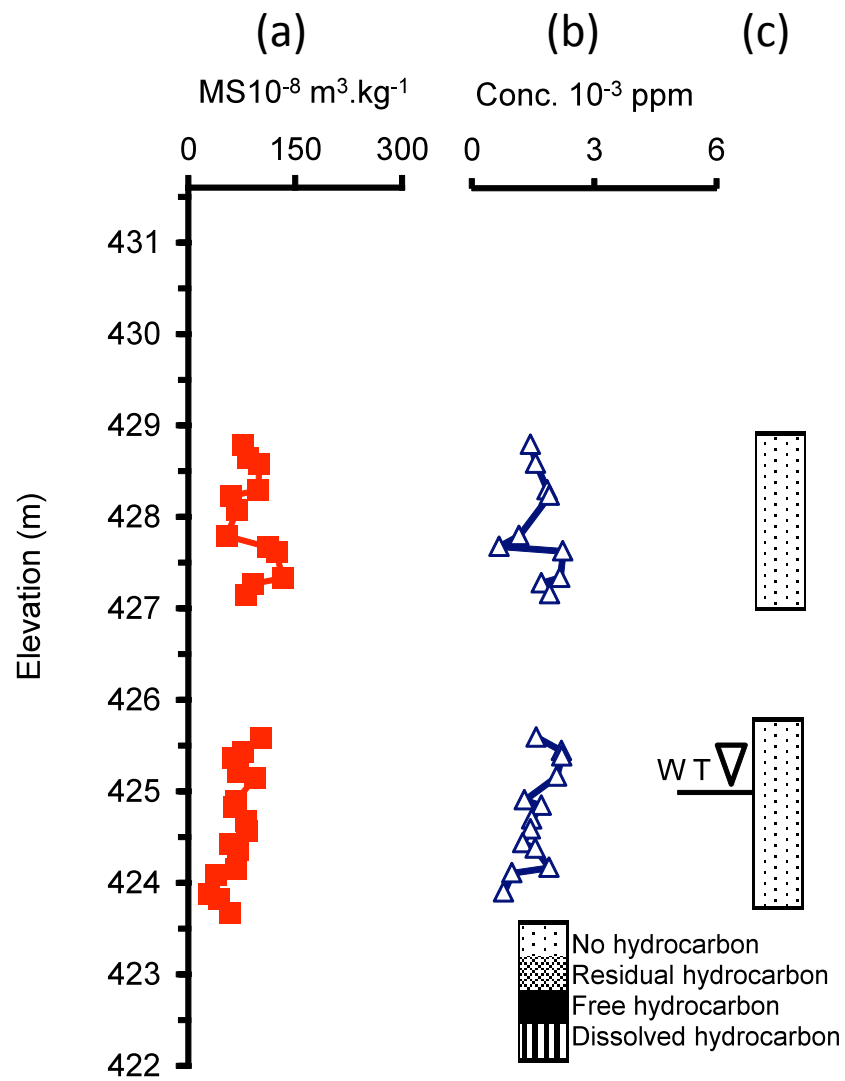 (a) (b) (c)
MS10⁻⁸ m³.kg⁻¹ Conc. 10⁻³ ppm
0 150 300 0 3 6
431
430
429
428
427
426
425
424
423
422
Elevation (m)
W T
No hydrocarbon
Residual hydrocarbon
Free hydrocarbon
Dissolved hydrocarbon